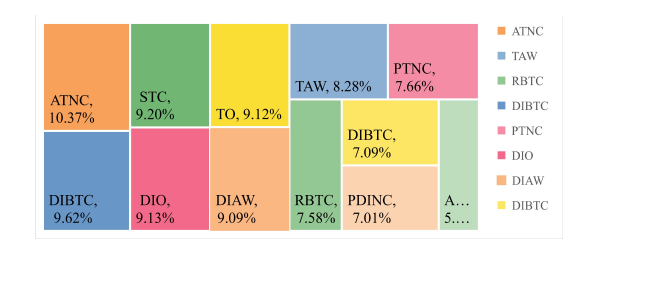 ATNC,
10.37%
STC,
9.20%
TO, 9.12%
TAW, 8.28%
PTNC,
7.66%
DIBTC,
9.62%
DIO,
9.13%
DIAW,
9.09%
RBTC,
7.58%
DIBTC,
7.09%
PDINC,
7.01%
A...
5....
ATNC
TAW
RBTC
DIBTC
PTNC
DIO
DIAW
DIBTC